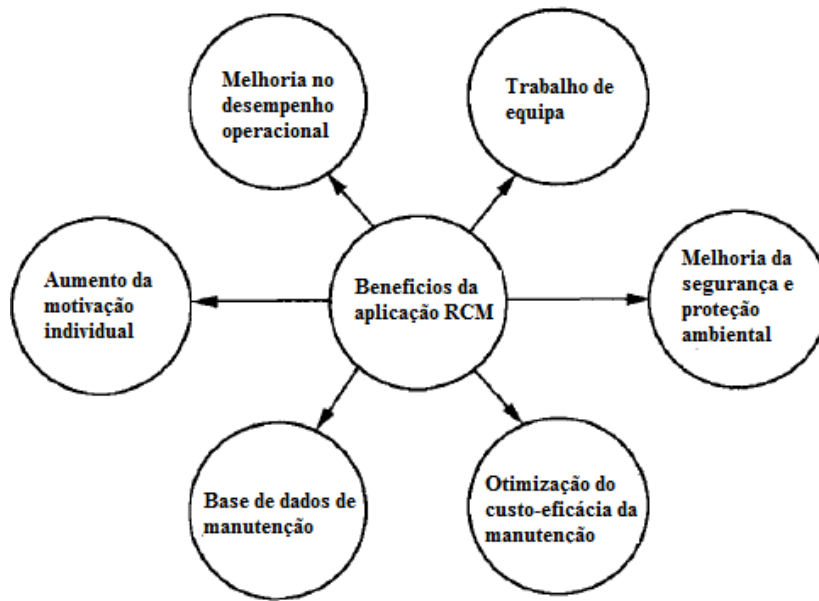 Melhoria no
desempenho
operacional
Trabalho de
equipa
Aumento da
motivação
individual
Beneficios da
aplicação RCM
Melhoria da
segurança e
proteção
ambiental
Base de dados de
manutenção
Otimização do
custo-eficácia da
manutenção